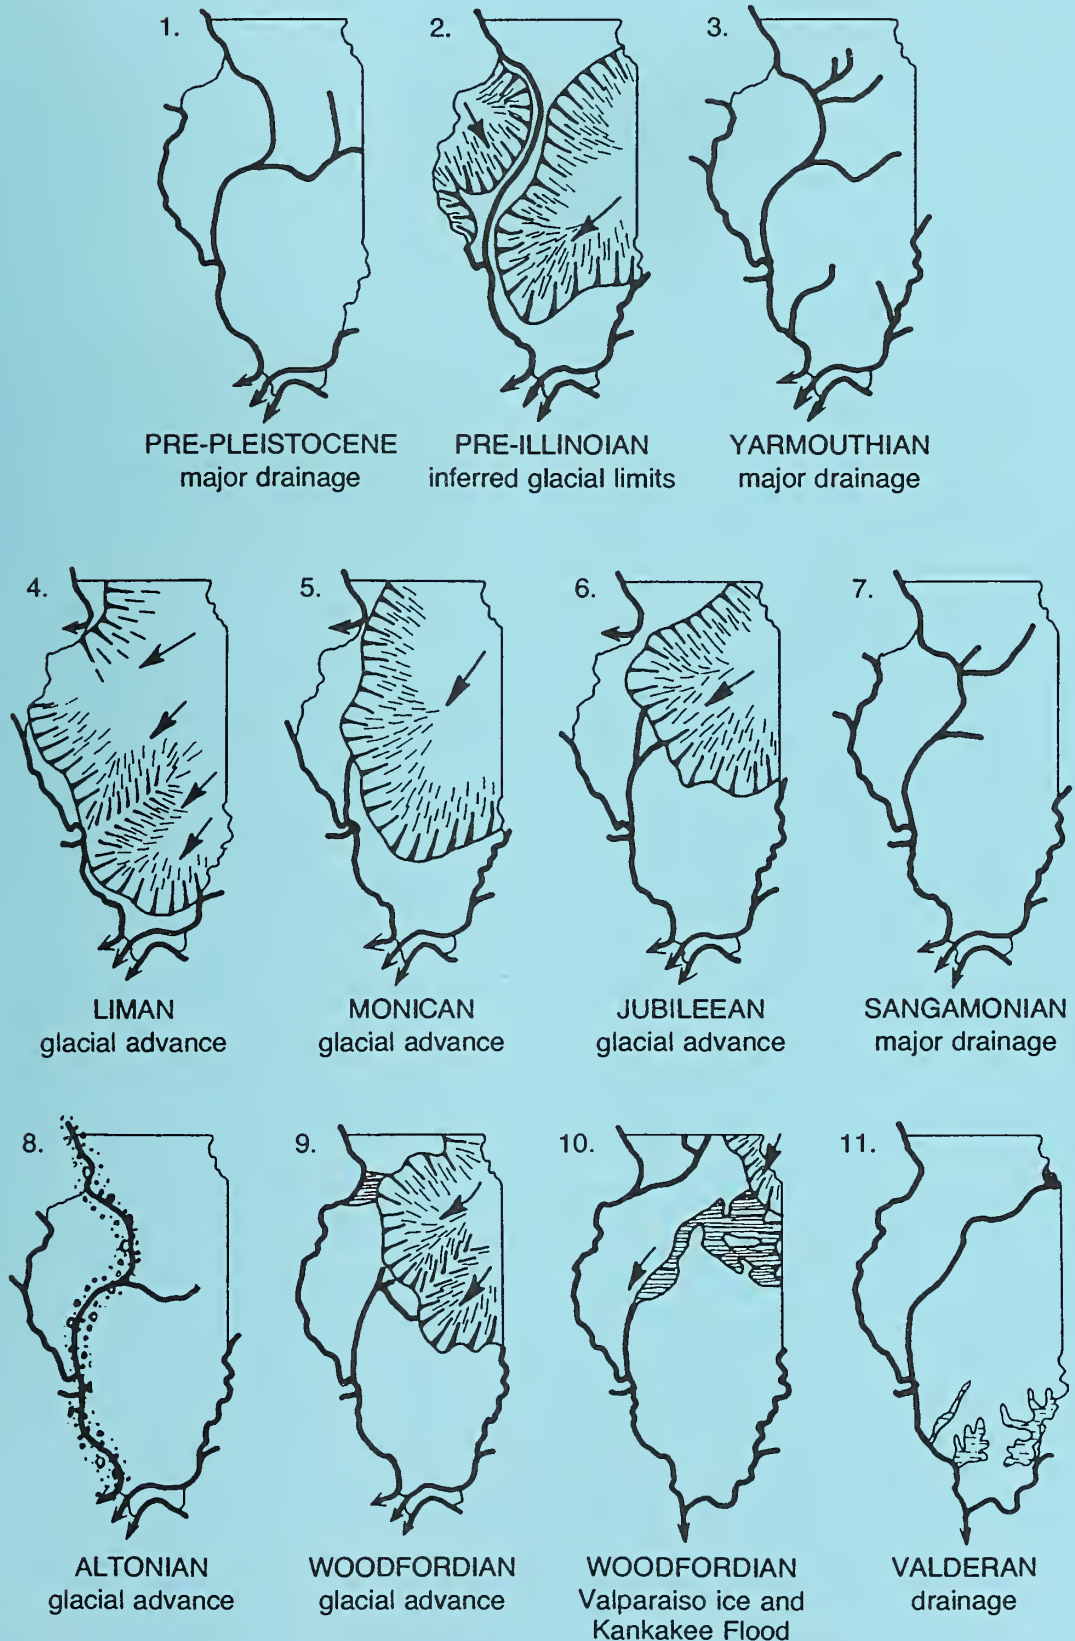 1.
2.
3.
PRE-PLEISTOCENE
major drainage
PRE-ILLINOIAN
inferred glacial limits
YARMOUTHIAN
major drainage
4.
5.
6.
7.
LIMAN
glacial advance
MONICAN
glacial advance
JUBILEEAN
glacial advance
SANGAMONIAN
major drainage
8.
9.
10.
11.
ALTONIAN
glacial advance
WOODFORDIAN
glacial advance
WOODFORDIAN
Valparaiso ice and
Kankakee Flood
VALDERAN
drainage